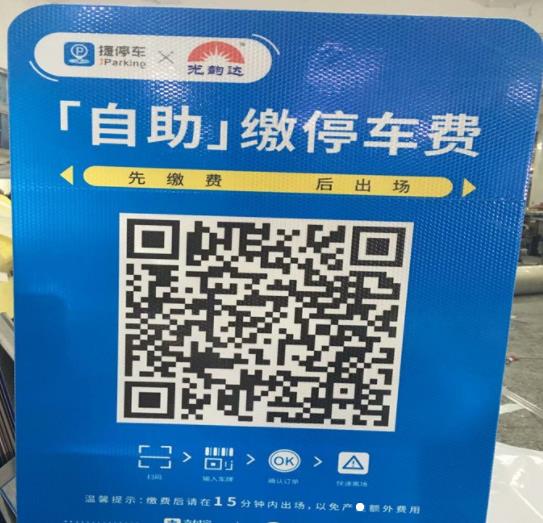 捷停车
JParking
×
光韵达
「自助」缴停车费
先缴费 后出场
扫码 > 输入车牌 > OK 确认订单 > 快速离场
温馨提示:缴费后请在15分钟内出场,以免产 额外费用